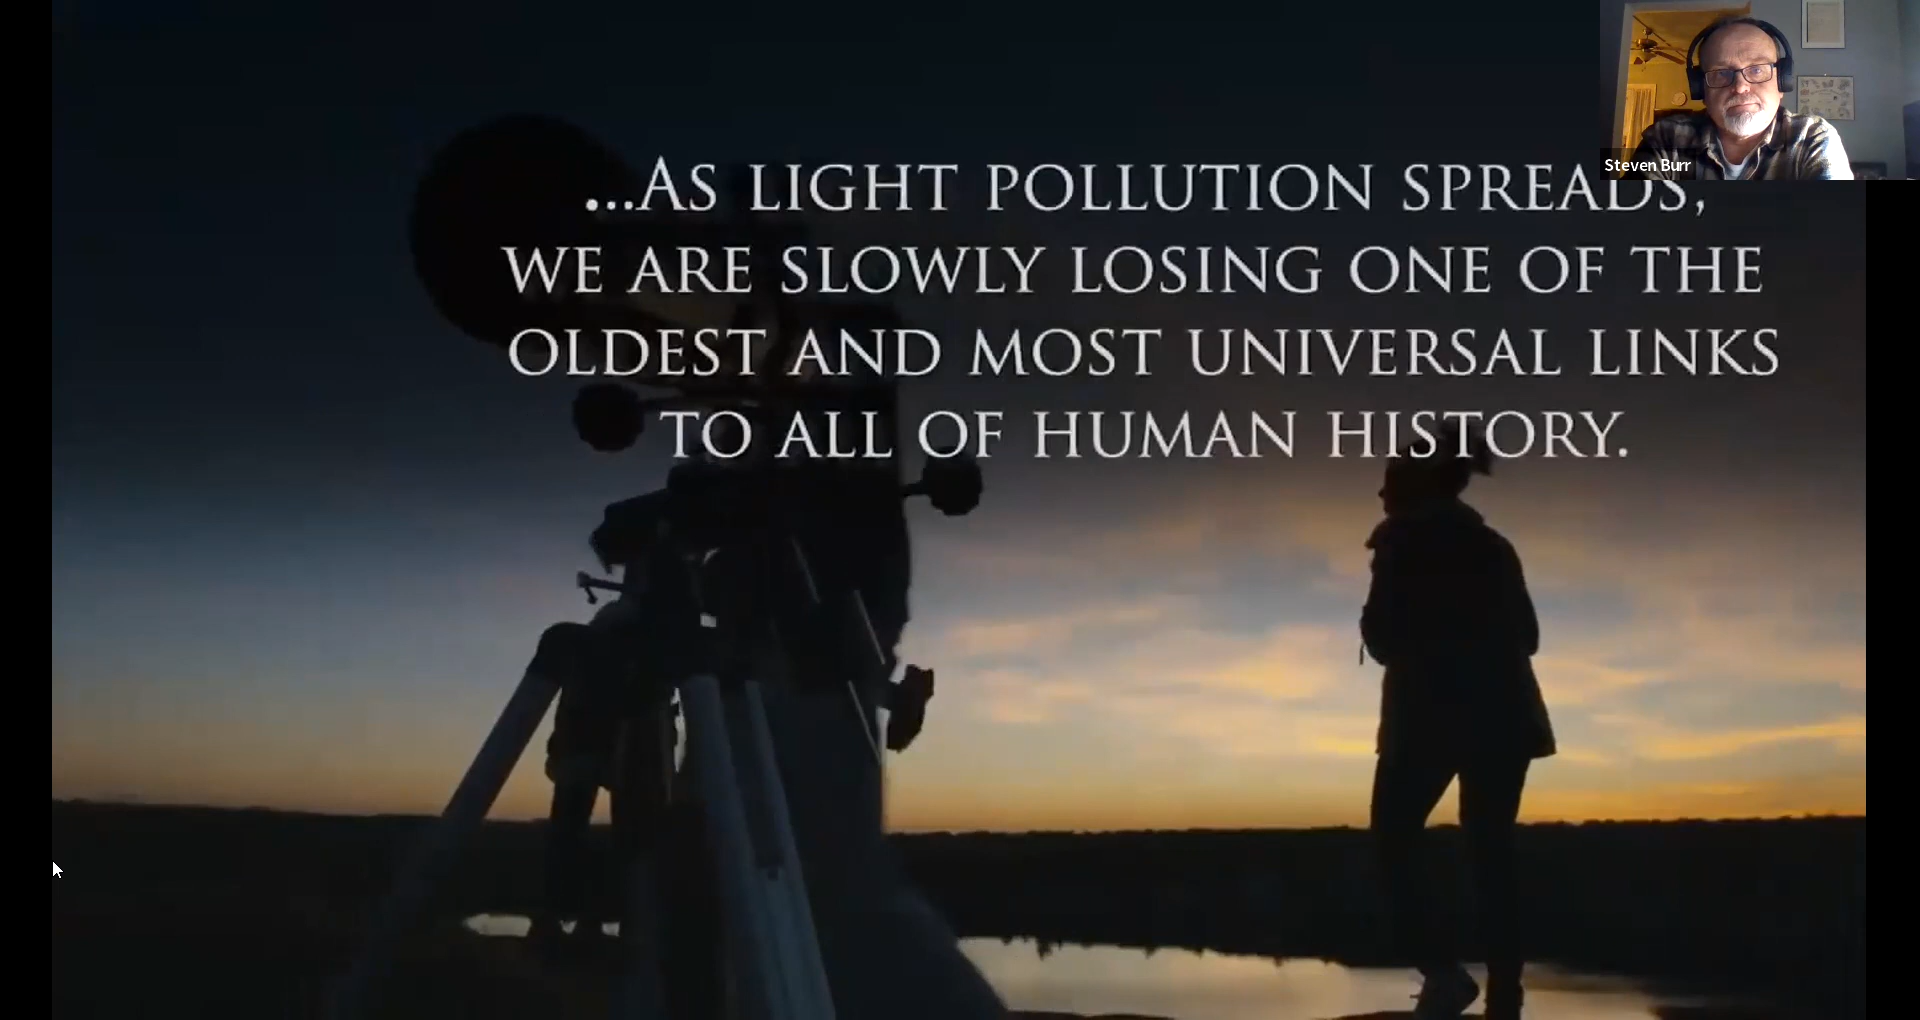 ...As light pollution spreads,
we are slowly losing one of the
oldest and most universal links
to all of human history.
Steven Burr